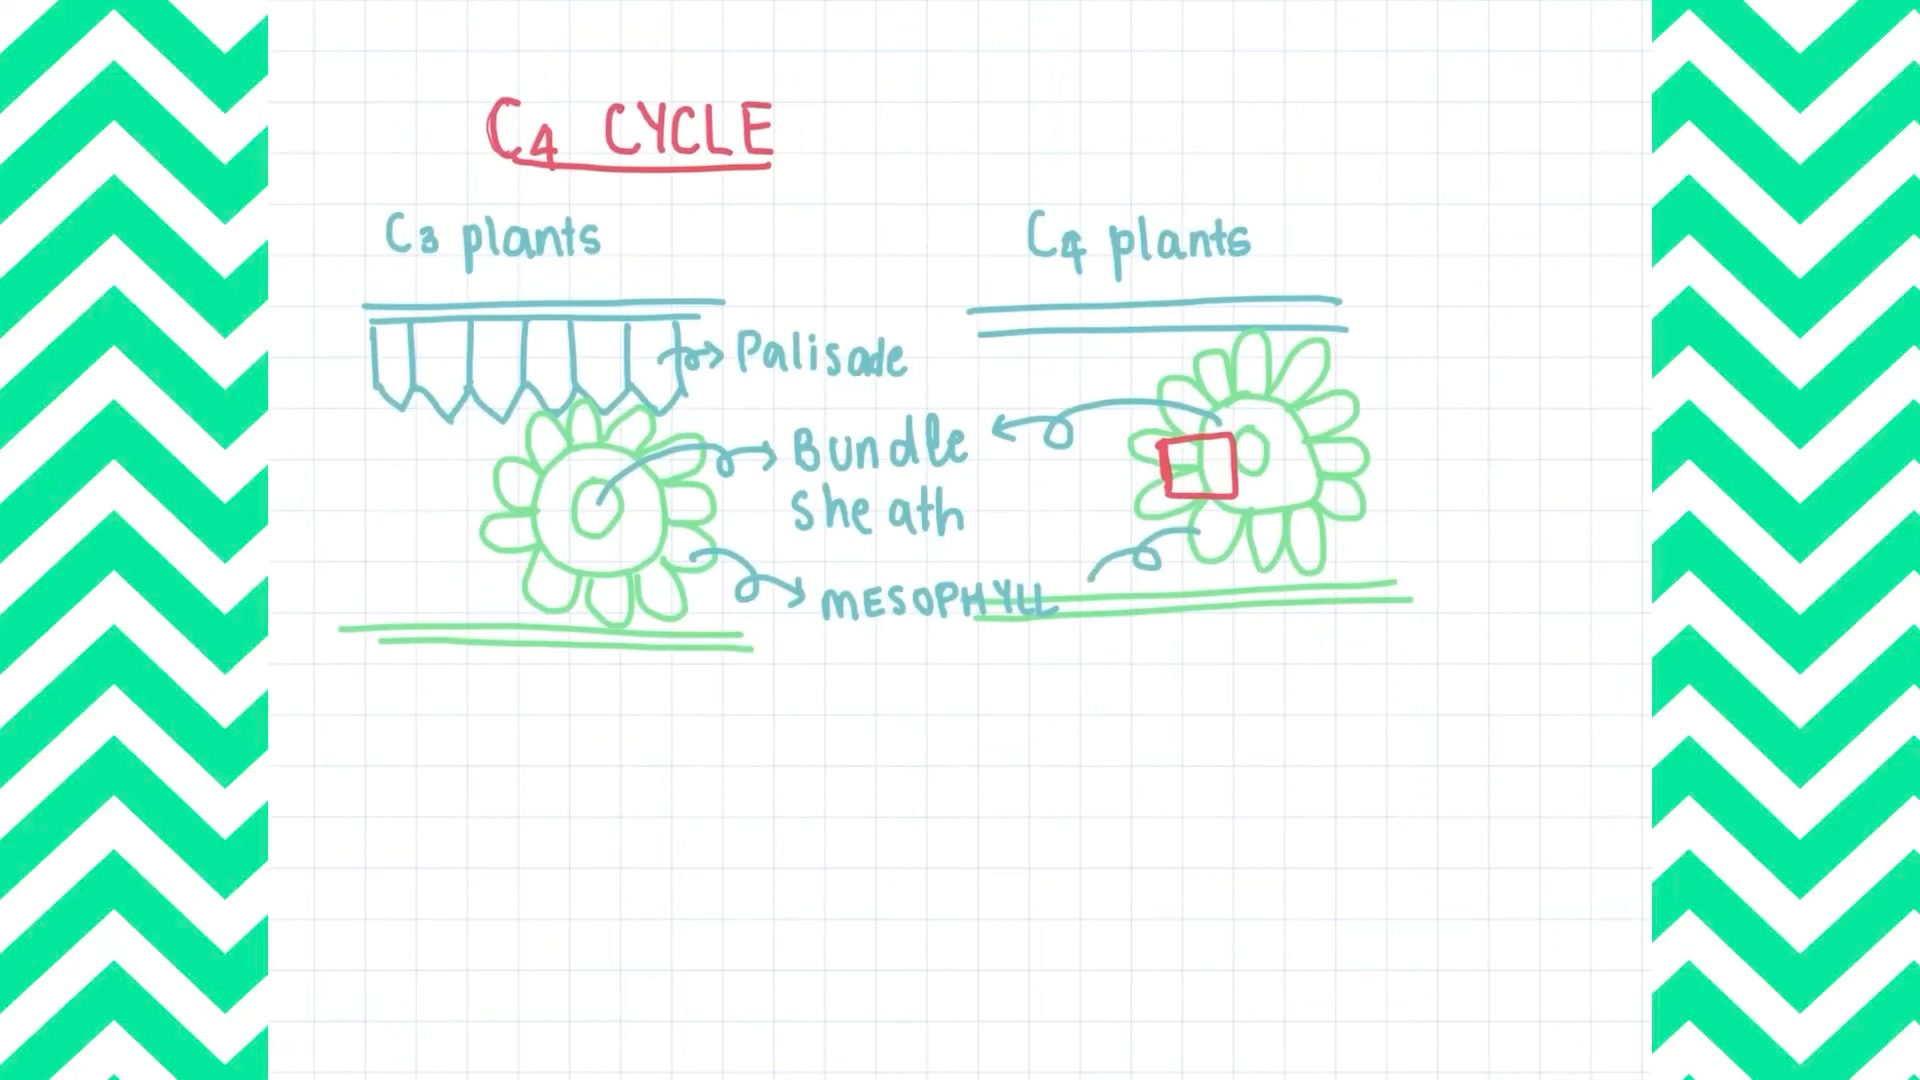 C4 CYCLE
C3 plants
C4 plants
Palisade
Bundle
sheath
MESOPHYLL